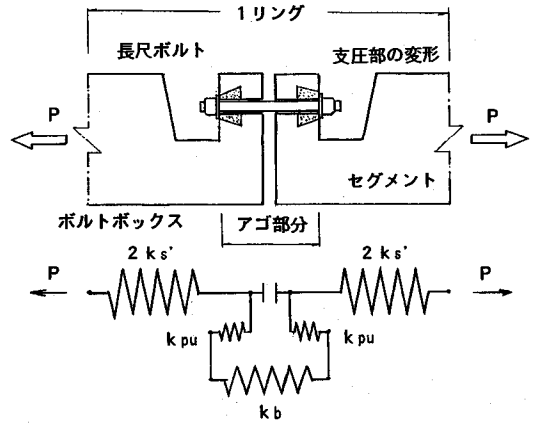 1リング
長尺ボルト
支圧部の変形
P
P
セグメント
ボルトボックス
アゴ部分
2 ks'
2 ks'
P
P
k pu
k pu
k b